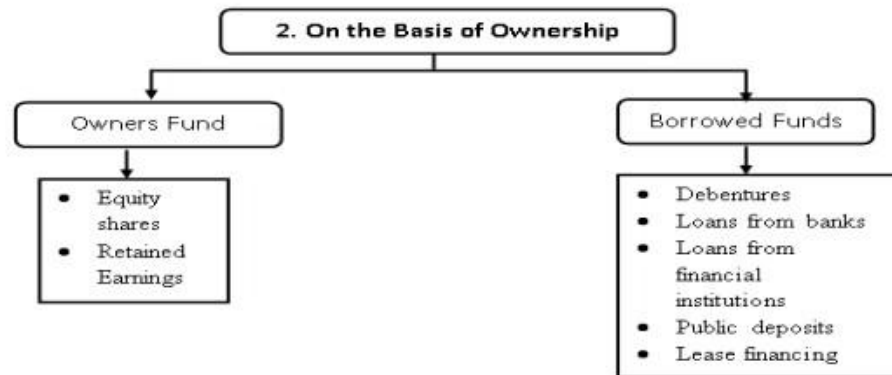 2. On the Basis of Ownership
Owners Fund
Borrowed Funds
• Equity
shares
• Retained
Earnings
• Debentures
• Loans from banks
• Loans from
financial
institutions
• Public deposits
• Lease financing